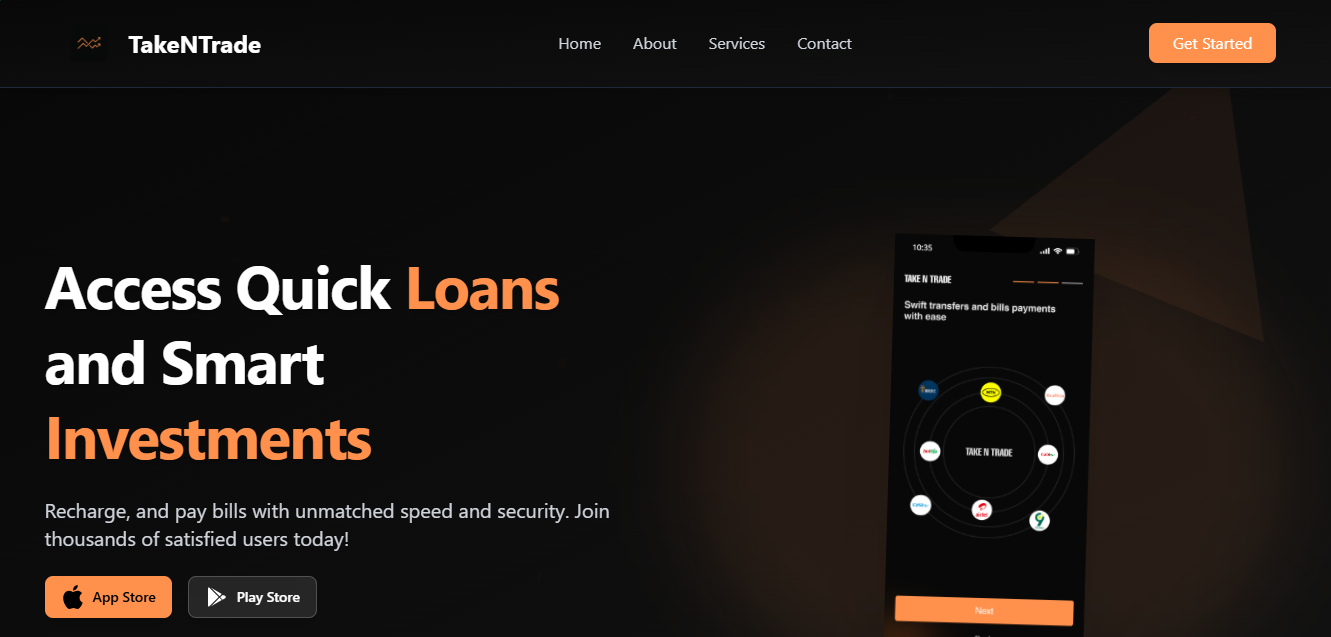 TakeNTrade
Home
About
Services
Contact
Get Started
Access Quick Loans
and Smart
Investments
Recharge, and pay bills with unmatched speed and security. Join
thousands of satisfied users today!
App Store
Play Store
10:35
TAKE N TRADE
Swift transfers and bills payments
with ease
TAKE N TRADE
airtel
Next